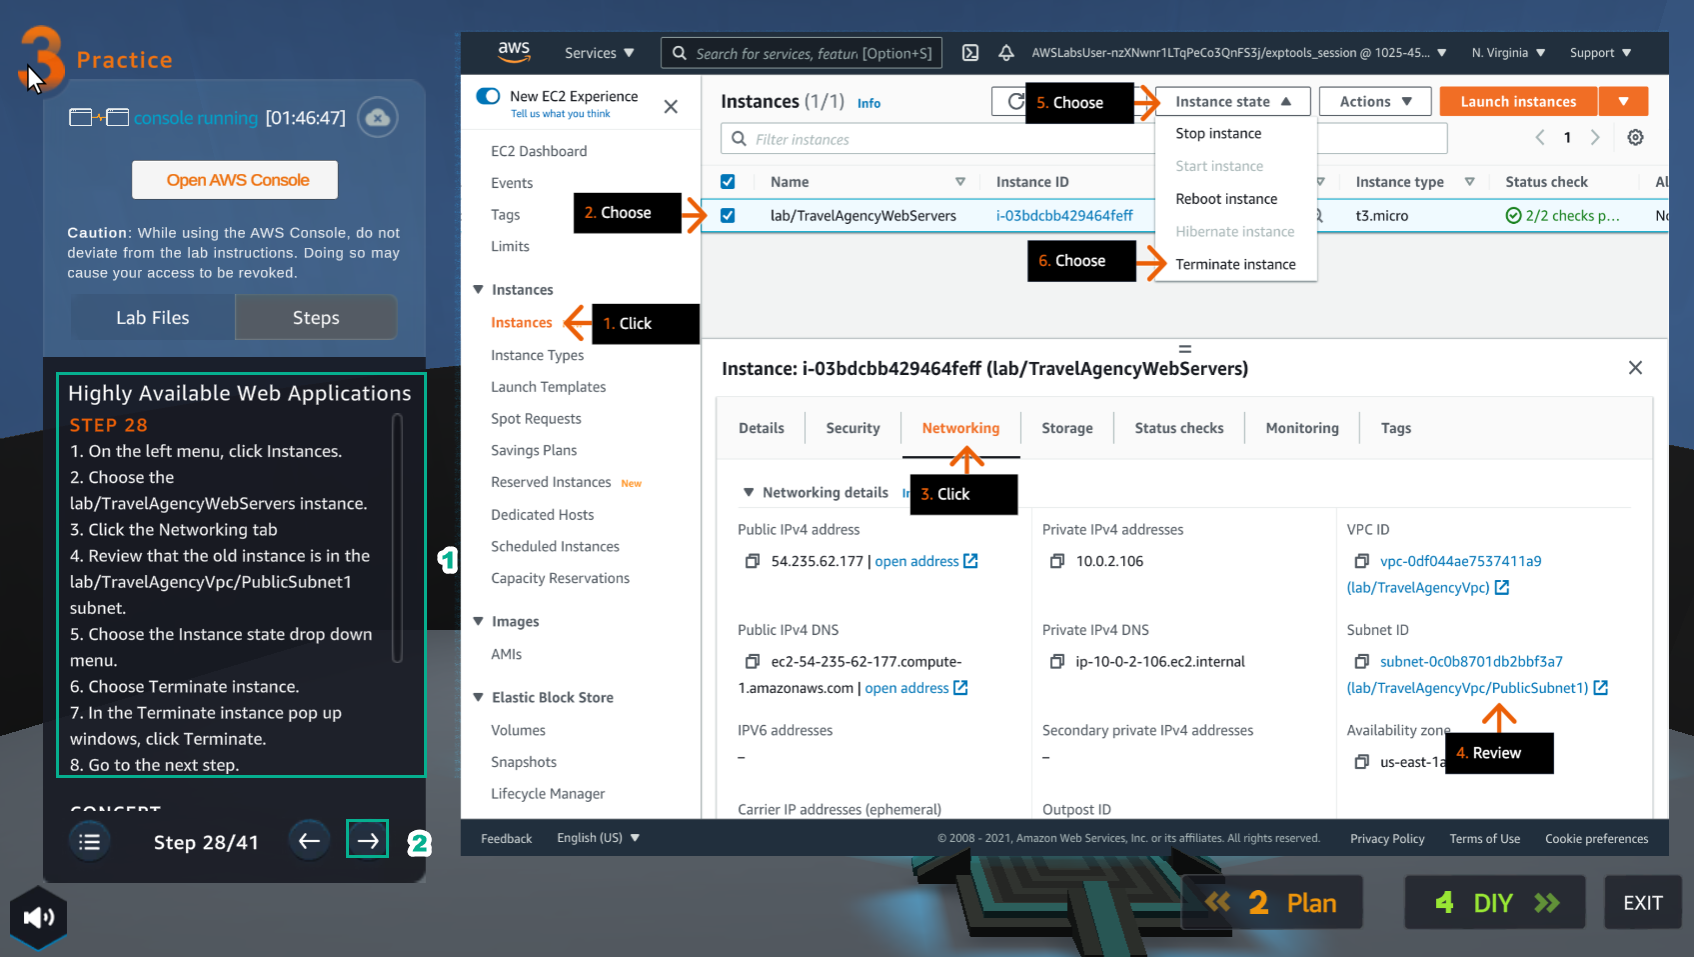 3 Practice
console running [01:46:47]
Open AWS Console
Caution: While using the AWS Console, do not
deviate from the lab instructions. Doing so may
cause your access to be revoked.
Lab Files
Steps
Highly Available Web Applications
STEP 28
1. On the left menu, click Instances.
2. Choose the
lab/TravelAgencyWebServers instance.
3. Click the Networking tab
4. Review that the old instance is in the
lab/TravelAgencyVpc/PublicSubnet1
subnet.
5. Choose the Instance state drop down
menu.
6. Choose Terminate instance.
7. In the Terminate instance pop up
windows, click Terminate.
8. Go to the next step.
CONCEPT
1
Step 28/41
2
aws
Services
Search for services, featur [Option+S]
AWSLabsUser-nzXNwnr1LTqPeCo3QnFS3j/exptools_session @ 1025-45...
N. Virginia
Support
New EC2 Experience
Tell us what you think
EC2 Dashboard
Events
Tags
Limits
Instances
Instances
1. Click
Instance Types
Launch Templates
Spot Requests
Savings Plans
Reserved Instances New
Dedicated Hosts
Scheduled Instances
Capacity Reservations
Images
AMIs
Elastic Block Store
Volumes
Snapshots
Lifecycle Manager
Instances (1/1) Info
5. Choose
Instance state
Actions
Launch instances
Filter instances
1
Stop instance
Start instance
Reboot instance
Hibernate instance
Terminate instance
6. Choose
Name
Instance ID
Instance type
Status check
Al
2. Choose
lab/TravelAgencyWebServers
i-03bdcbb429464feff
t3.micro
2/2 checks p...
No
Instance: i-03bdcbb429464feff (lab/TravelAgencyWebServers)
Details
Security
Networking
Storage
Status checks
Monitoring
Tags
3. Click
Networking details
Public IPv4 address
54.235.62.177 | open address
Private IPv4 addresses
10.0.2.106
VPC ID
vpc-0df044ae7537411a9
(lab/TravelAgencyVpc)
Public IPv4 DNS
ec2-54-235-62-177.compute-
1.amazonaws.com | open address
Private IPv4 DNS
ip-10-0-2-106.ec2.internal
Subnet ID
subnet-0c0b8701db2bbf3a7
(lab/TravelAgencyVpc/PublicSubnet1)
IPV6 addresses
–
Secondary private IPv4 addresses
–
Availability zone
us-east-1a
4. Review
Carrier IP addresses (ephemeral)
Outpost ID
Feedback
English (US)
© 2008 - 2021, Amazon Web Services, Inc. or its affiliates. All rights reserved.
Privacy Policy
Terms of Use
Cookie preferences
2 Plan
4 DIY
EXIT